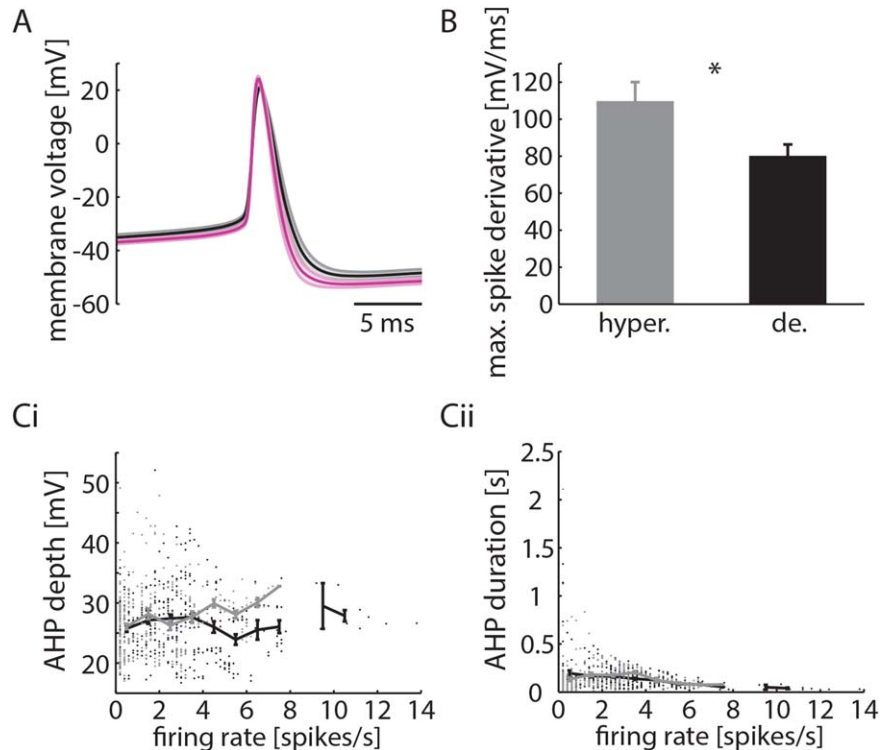 A
membrane voltage [mV]
20
0
-20
-40
-60
5 ms
B
max. spike derivative [mV/ms]
120
100
80
60
40
20
0
*
hyper.
de.
Ci
AHP depth [mV]
50
40
30
20
0 2 4 6 8 10 12 14
firing rate [spikes/s]
Cii
AHP duration [s]
2.5
2
1.5
1
0.5
0
0 2 4 6 8 10 12 14
firing rate [spikes/s]